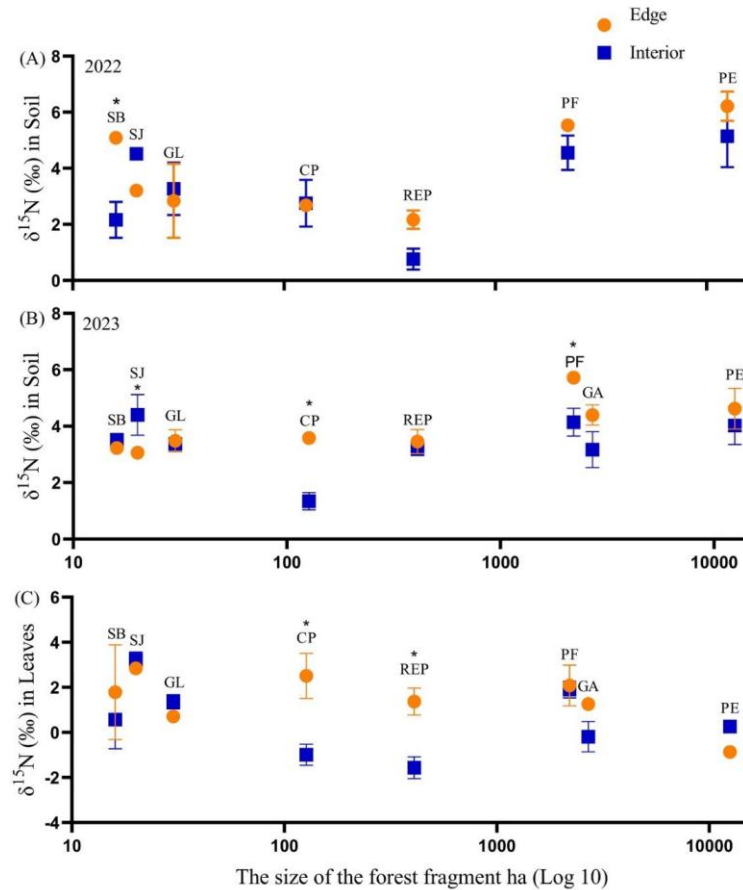 Edge
Interior
(A)
2022
δ¹⁵N (‰) in Soil
8
6
4
2
0
*
SB
SJ
GL
CP
REP
PF
PE
(B)
2023
δ¹⁵N (‰) in Soil
8
6
4
2
0
SB
SJ
*
GL
*
CP
REP
*
PF
GA
PE
10
100
1000
10000
(C)
δ¹⁵N (‰) in Leaves
6
4
2
0
-2
-4
SB
SJ
GL
*
CP
*
REP
PF
GA
PE
10
100
1000
10000
The size of the forest fragment ha (Log 10)